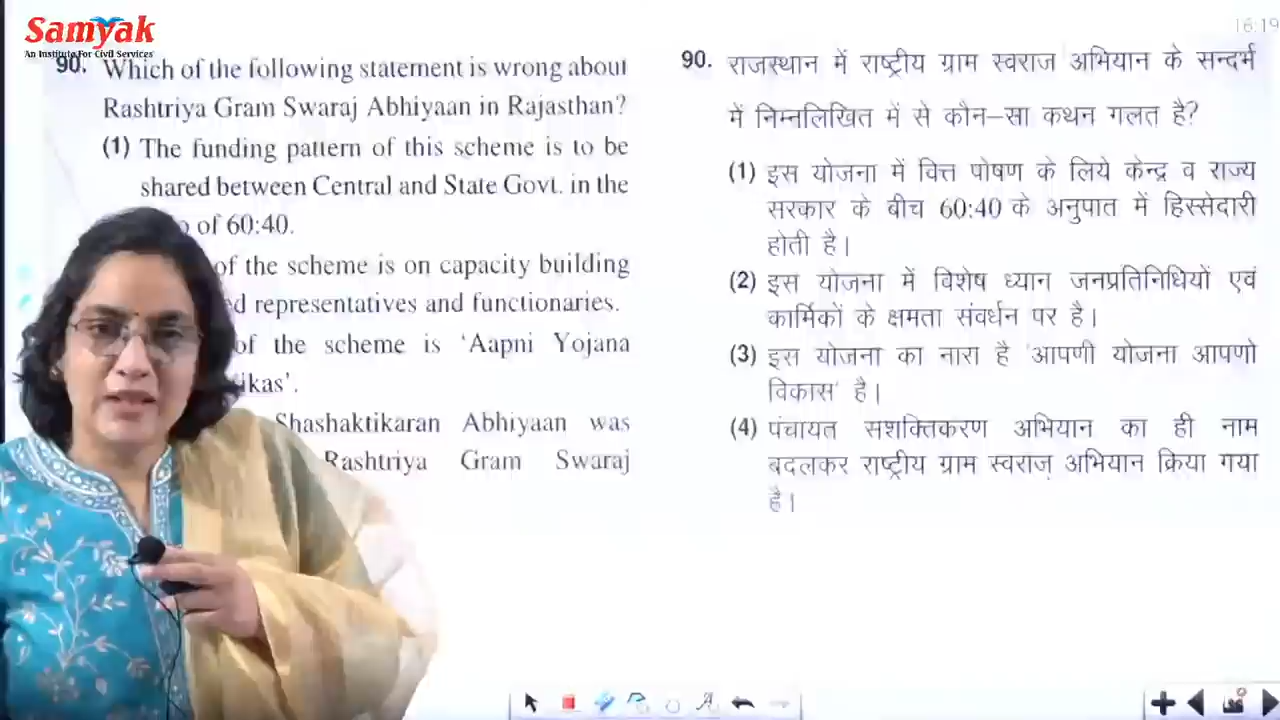 Samyak
An Institute For Civil Services
16:19
90. Which of the following statement is wrong about
Rashtriya Gram Swaraj Abhiyaan in Rajasthan?
(1) The funding pattern of this scheme is to be
shared between Central and State Govt. in the
of 60:40.
of the scheme is on capacity building
representatives and functionaries.
of the scheme is 'Aapni Yojana
Shashaktikaran Abhiyaan was
Rashtriya Gram Swaraj
90. राजस्थान में राष्ट्रीय ग्राम स्वराज अभियान के सन्दर्भ
में निम्नलिखित में से कौन–सा कथन गलत है?
(1) इस योजना में वित्त पोषण के लिये केन्द्र व राज्य
सरकार के बीच 60:40 के अनुपात में हिस्सेदारी
होती है।
(2) इस योजना में विशेष ध्यान जनप्रतिनिधियों एवं
कार्मिकों के क्षमता संवर्धन पर है।
(3) इस योजना का नारा है 'आपणी योजना आपणो
विकास' है।
(4) पंचायत सशक्तिकरण अभियान का ही नाम
बदलकर राष्ट्रीय ग्राम स्वराज अभियान किया गया
है।